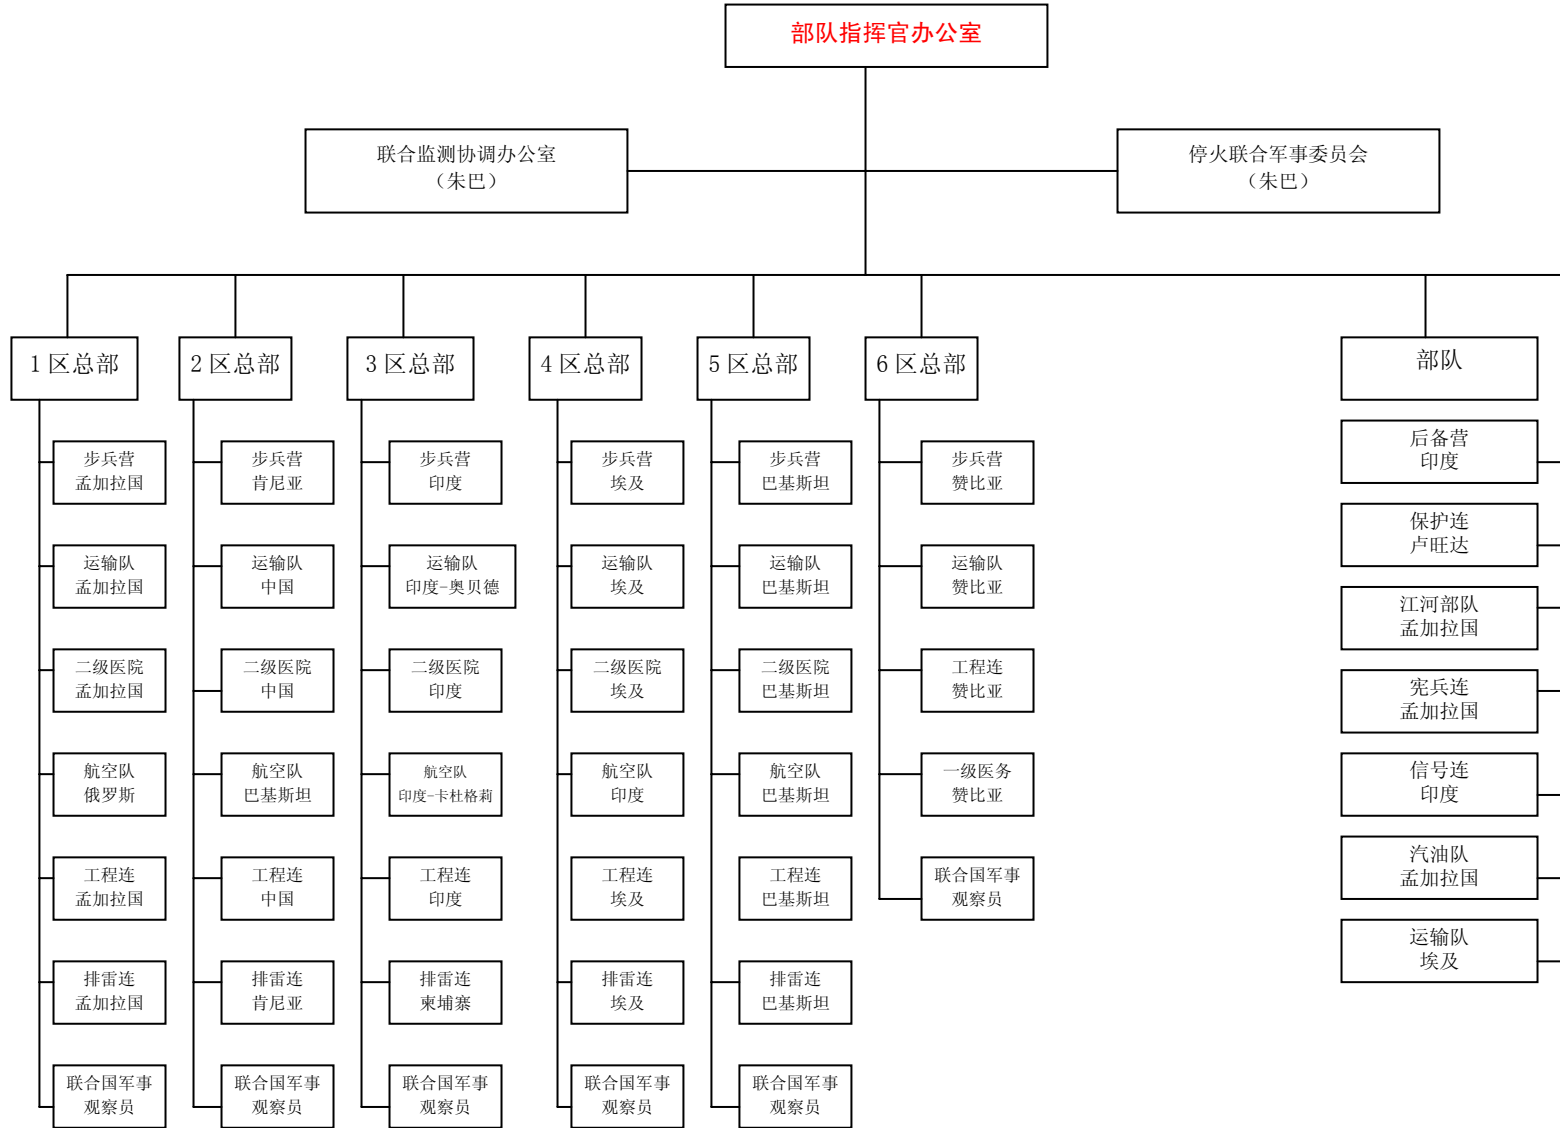 部队指挥官办公室
联合监测协调办公室
（朱巴）
停火联合军事委员会
（朱巴）
1区总部
2区总部
3区总部
4区总部
5区总部
6区总部
部队
步兵营
孟加拉国
运输队
孟加拉国
二级医院
孟加拉国
航空队
俄罗斯
工程连
孟加拉国
排雷连
孟加拉国
联合国军事
观察员
步兵营
肯尼亚
运输队
中国
二级医院
中国
航空队
巴基斯坦
工程连
中国
排雷连
肯尼亚
联合国军事
观察员
步兵营
印度
运输队
印度-奥贝德
二级医院
印度
航空队
印度-卡杜格莉
工程连
印度
排雷连
柬埔寨
联合国军事
观察员
步兵营
埃及
运输队
埃及
二级医院
埃及
航空队
印度
工程连
埃及
排雷连
埃及
联合国军事
观察员
步兵营
巴基斯坦
运输队
巴基斯坦
二级医院
巴基斯坦
航空队
巴基斯坦
工程连
巴基斯坦
排雷连
巴基斯坦
联合国军事
观察员
步兵营
赞比亚
运输队
赞比亚
工程连
赞比亚
一级医务
赞比亚
联合国军事
观察员
后备营
印度
保护连
卢旺达
江河部队
孟加拉国
宪兵连
孟加拉国
信号连
印度
汽油队
孟加拉国
运输队
埃及